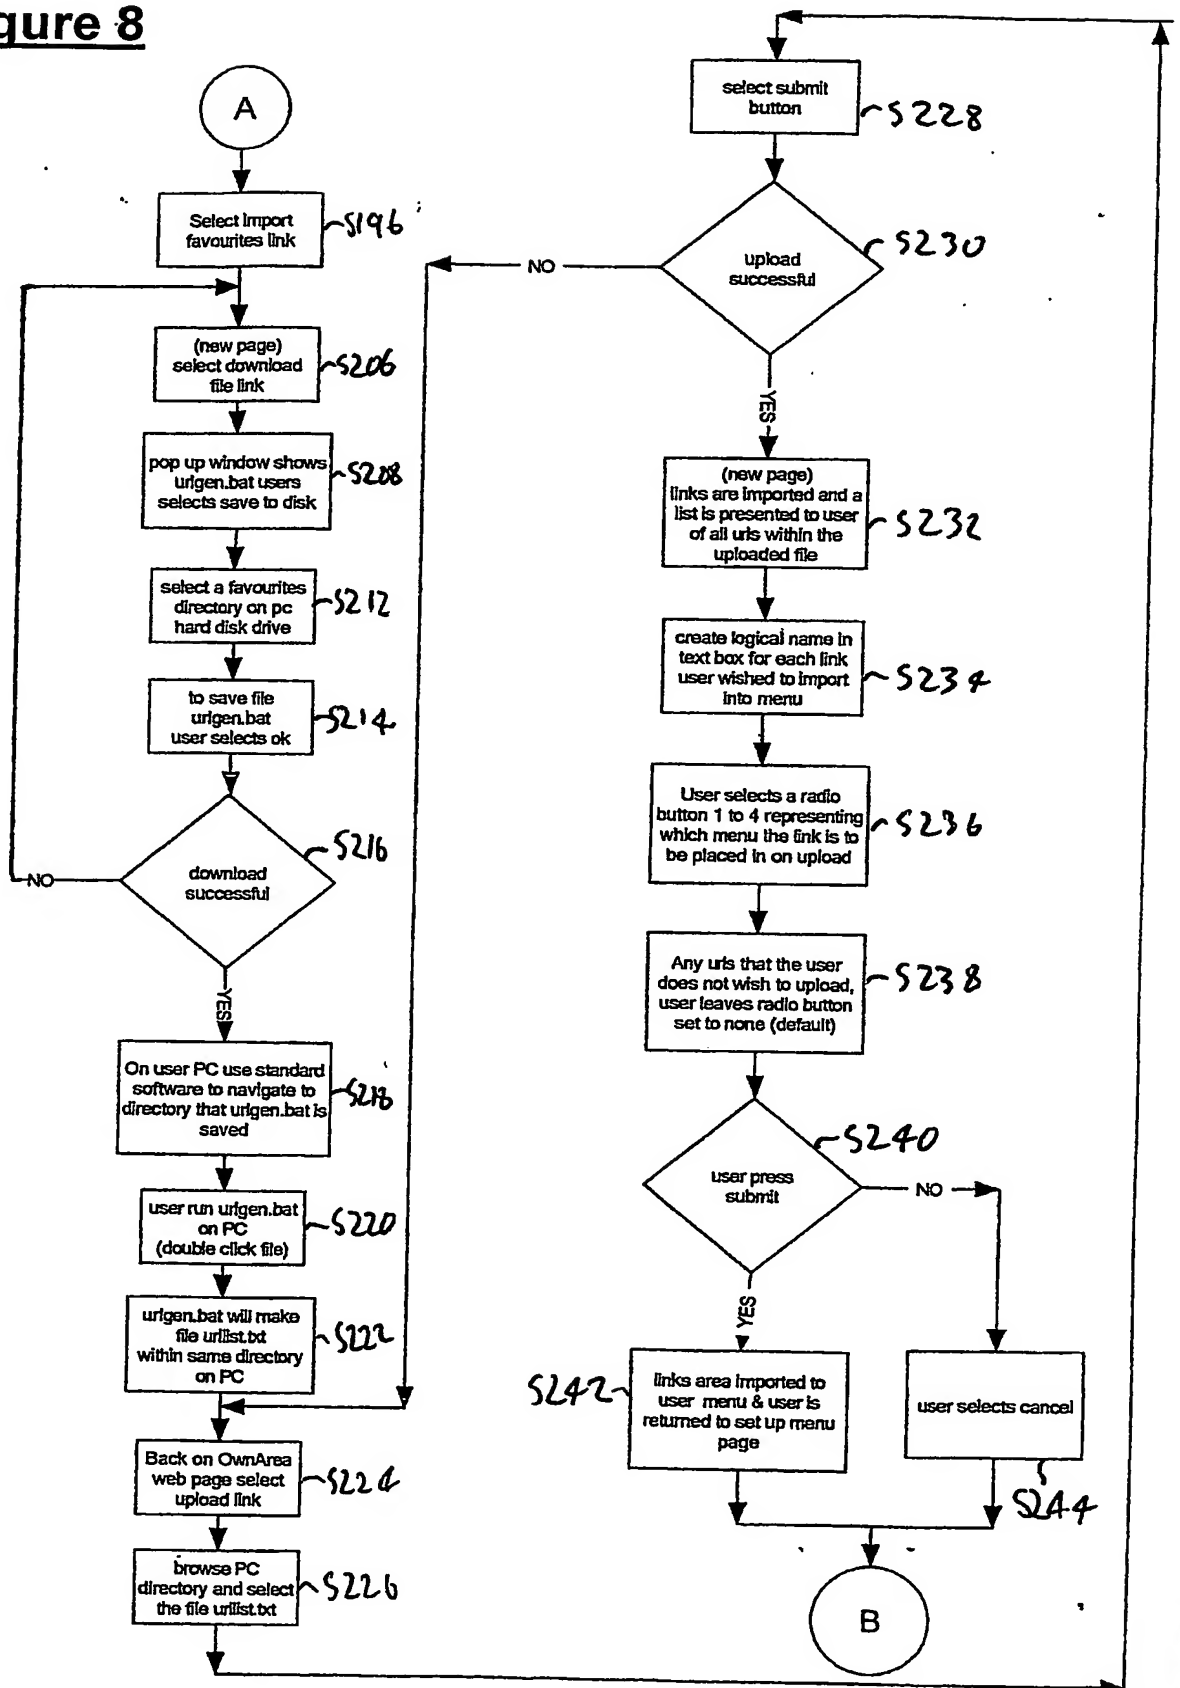 gure 8
A
Select import
favourites link
S196
(new page)
select download
file link
S206
pop up window shows
urlgen.bat users
selects save to disk
S208
select a favourites
directory on pc
hard disk drive
S212
to save file
urlgen.bat
user selects ok
S214
download
successful
S216
NO
YES
On user PC use standard
software to navigate to
directory that urlgen.bat is
saved
S218
user run urlgen.bat
on PC
(double click file)
S220
urlgen.bat will make
file urllist.txt
within same directory
on PC
S222
Back on OwnArea
web page select
upload link
S224
browse PC
directory and select
the file urllist.txt
S226
select submit
button
S228
upload
successful
S230
NO
YES
(new page)
links are imported and a
list is presented to user
of all urls within the
uploaded file
S232
create logical name in
text box for each link
user wished to import
into menu
S234
User selects a radio
button 1 to 4 representing
which menu the link is to
be placed in on upload
S236
Any urls that the user
does not wish to upload,
user leaves radio button
set to none (default)
S238
user press
submit
S240
NO
YES
links area imported to
user menu & user is
returned to set up menu
page
S242
user selects cancel
S244
B